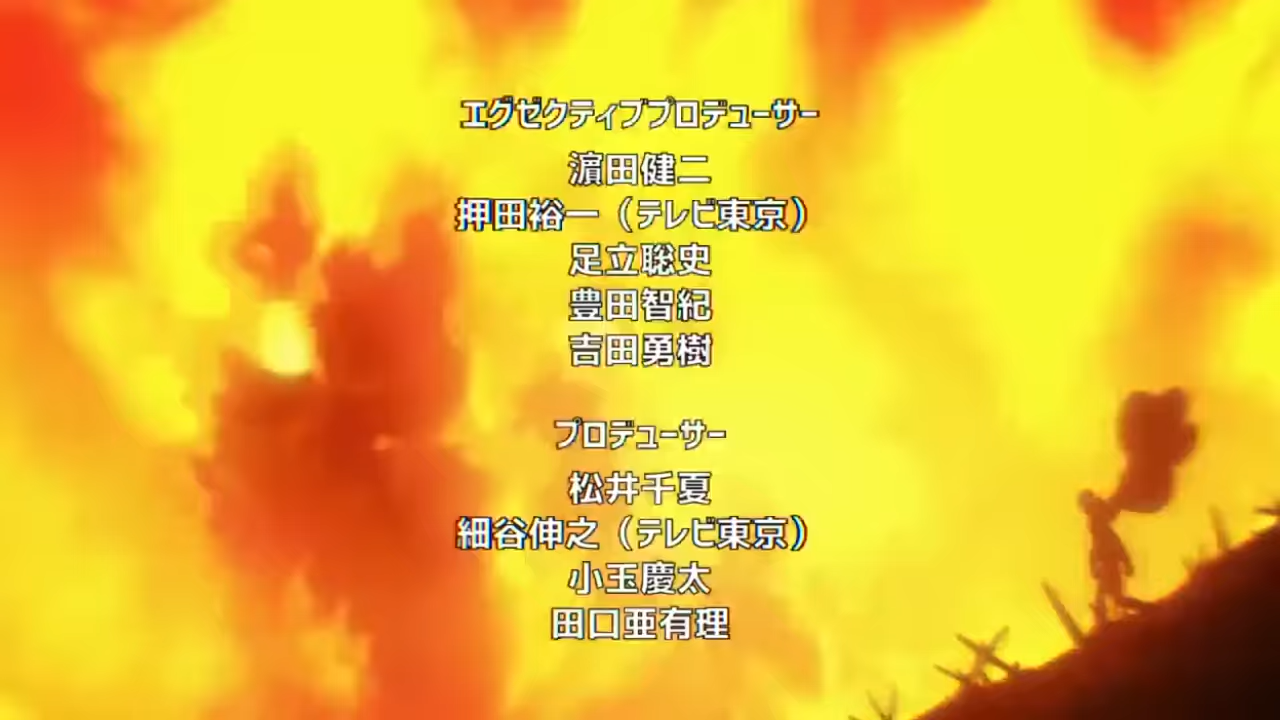 エグゼクティブプロデューサー
濵田健二
押田裕一（テレビ東京）
足立聡史
豊田智紀
吉田勇樹
プロデューサー
松井千夏
細谷伸之（テレビ東京）
小玉慶太
田口亜有理